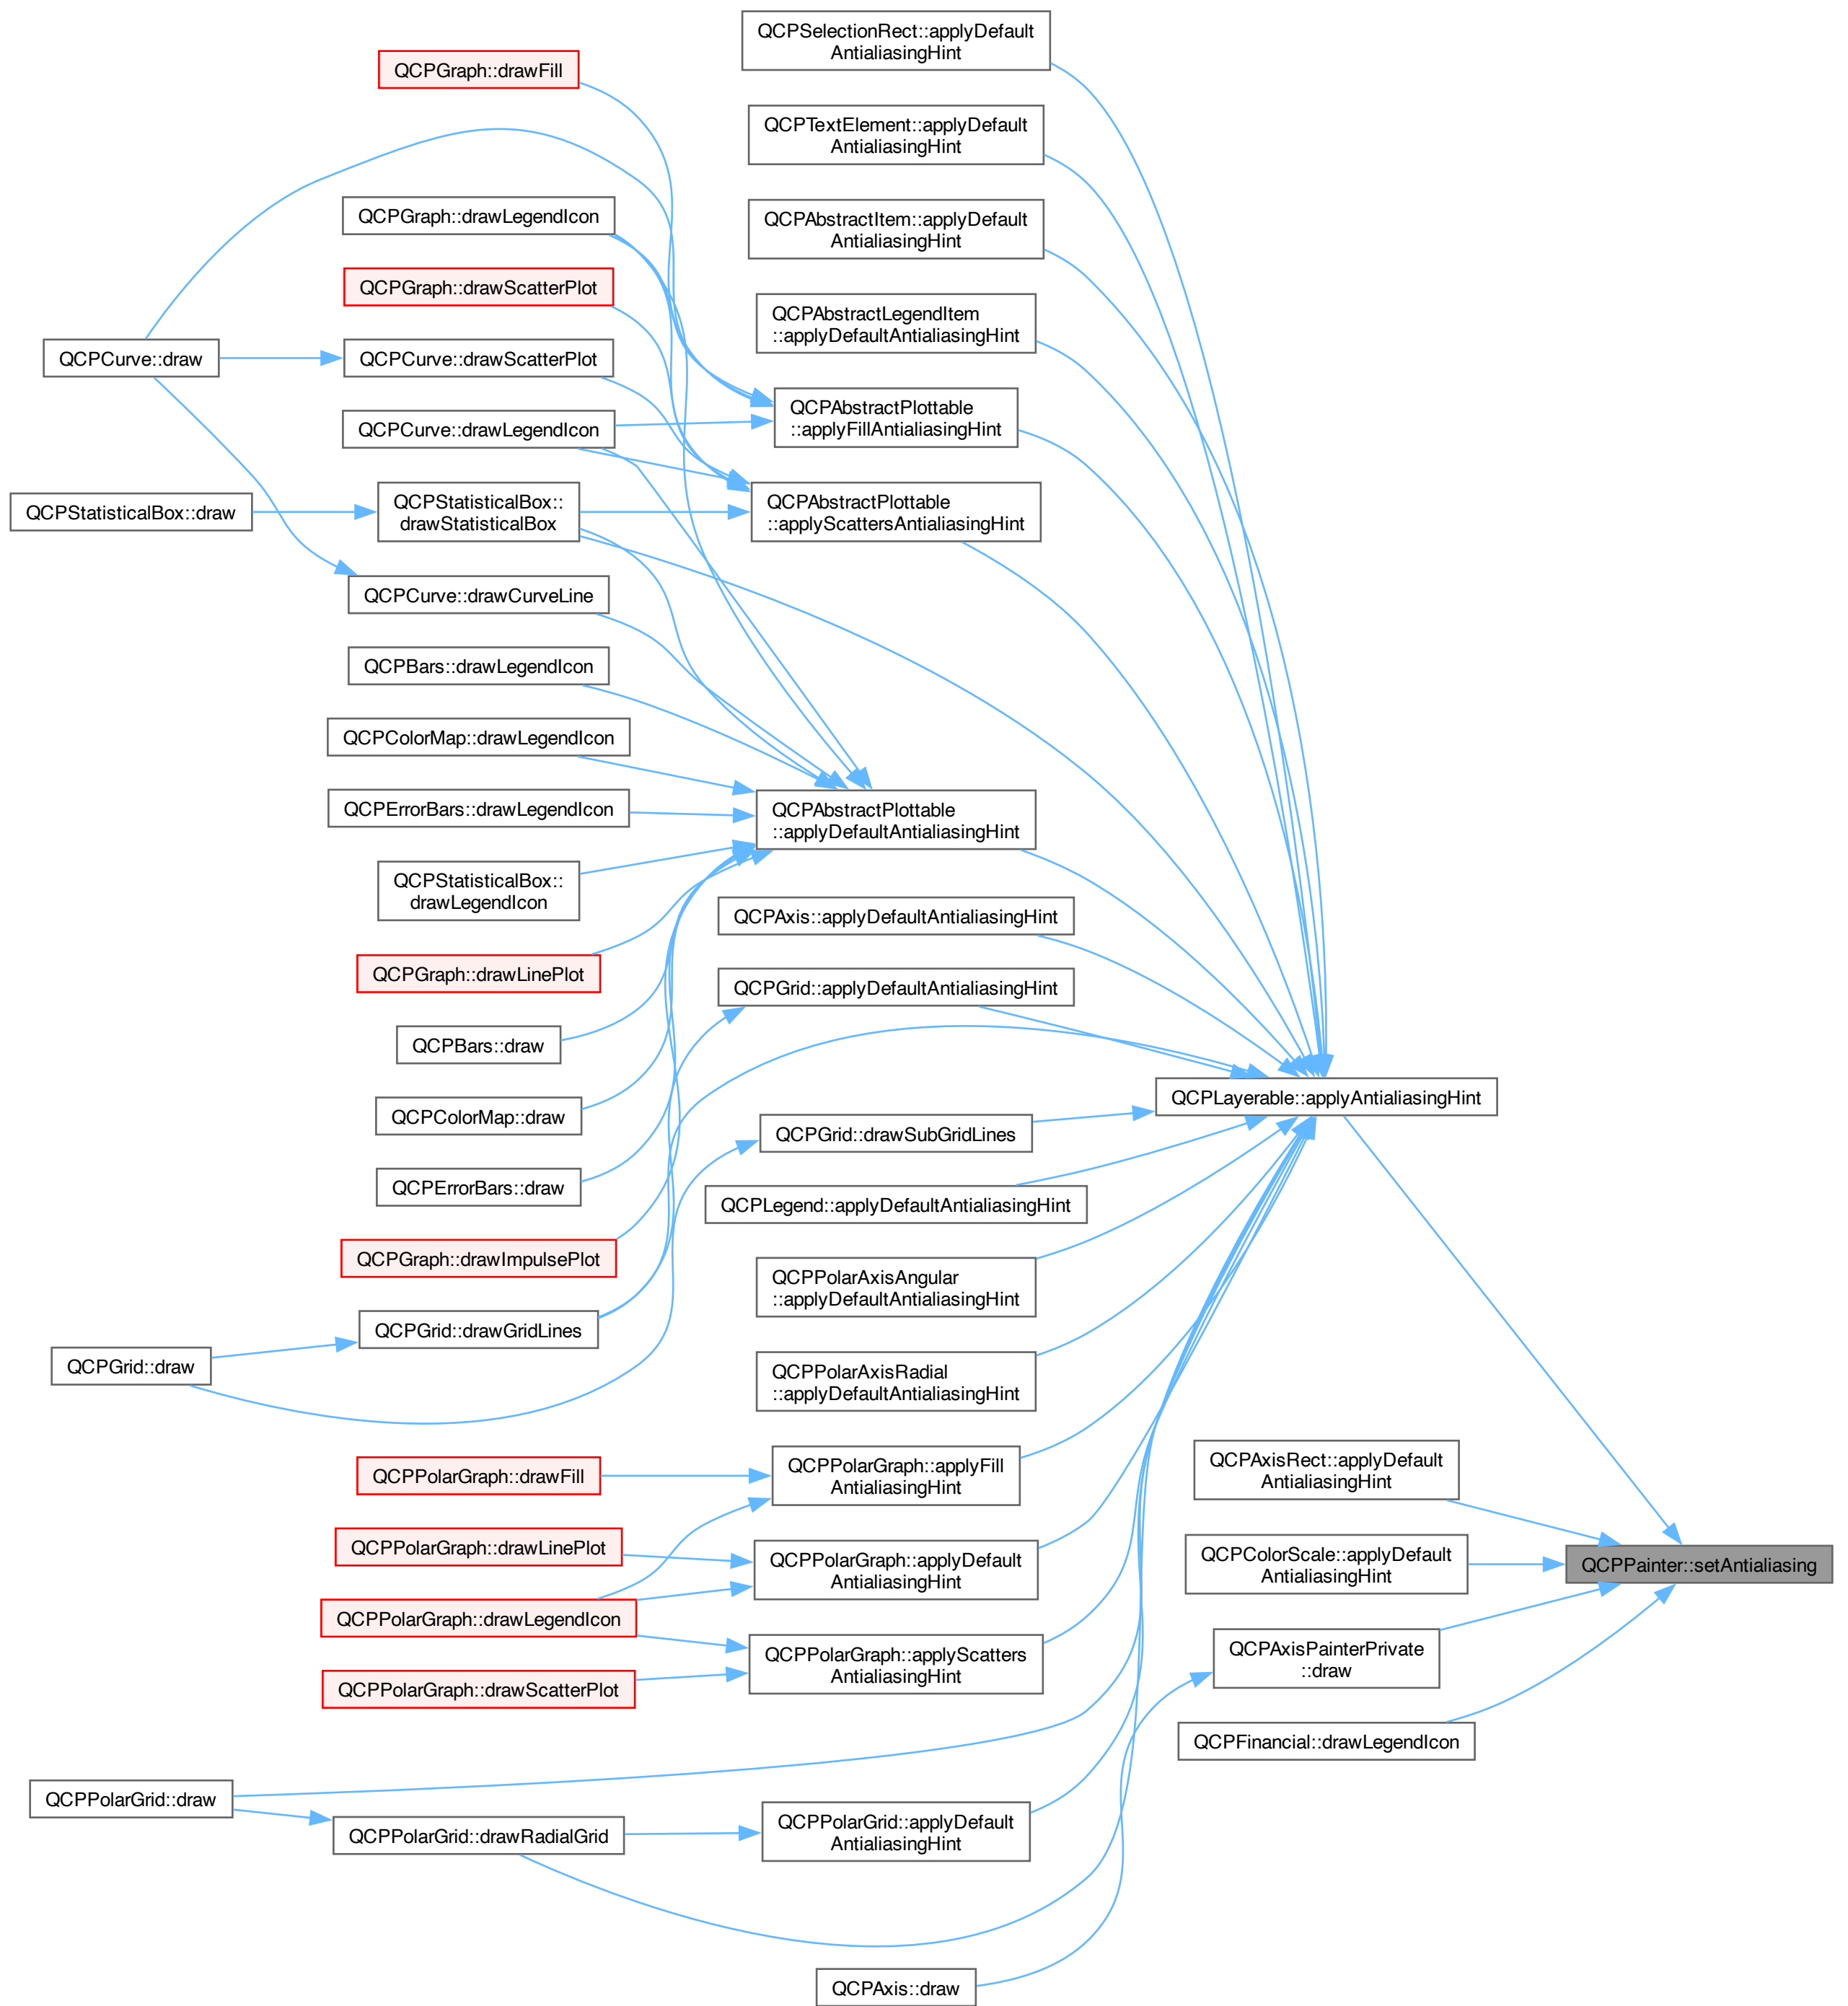 QCPSelectionRect::applyDefault
AntialiasingHint
QCPGraph::drawFill
QCPTextElement::applyDefault
AntialiasingHint
QCPGraph::drawLegendIcon
QCPAbstractItem::applyDefault
AntialiasingHint
QCPGraph::drawScatterPlot
QCPAbstractLegendItem
::applyDefaultAntialiasingHint
QCPCurve::draw
QCPCurve::drawScatterPlot
QCPCurve::drawLegendIcon
QCPAbstractPlottable
::applyFillAntialiasingHint
QCPStatisticalBox::draw
QCPStatisticalBox::
drawStatisticalBox
QCPAbstractPlottable
::applyScattersAntialiasingHint
QCPCurve::drawCurveLine
QCPBars::drawLegendIcon
QCPColorMap::drawLegendIcon
QCPErrorBars::drawLegendIcon
QCPAbstractPlottable
::applyDefaultAntialiasingHint
QCPStatisticalBox::
drawLegendIcon
QCPAxis::applyDefaultAntialiasingHint
QCPGraph::drawLinePlot
QCPGrid::applyDefaultAntialiasingHint
QCPBars::draw
QCPLayerable::applyAntialiasingHint
QCPColorMap::draw
QCPGrid::drawSubGridLines
QCPErrorBars::draw
QCPLegend::applyDefaultAntialiasingHint
QCPGraph::drawImpulsePlot
QCPPolarAxisAngular
::applyDefaultAntialiasingHint
QCPGrid::drawGridLines
QCPGrid::draw
QCPPolarAxisRadial
::applyDefaultAntialiasingHint
QCPPolarGraph::drawFill
QCPPolarGraph::applyFill
AntialiasingHint
QCPAxisRect::applyDefault
AntialiasingHint
QCPPolarGraph::drawLinePlot
QCPPolarGraph::applyDefault
AntialiasingHint
QCPColorScale::applyDefault
AntialiasingHint
QCPPainter::setAntialiasing
QCPPolarGraph::drawLegendIcon
QCPPolarGraph::applyScatters
AntialiasingHint
QCPAxisPainterPrivate
::draw
QCPPolarGraph::drawScatterPlot
QCPFinancial::drawLegendIcon
QCPPolarGrid::draw
QCPPolarGrid::drawRadialGrid
QCPPolarGrid::applyDefault
AntialiasingHint
QCPAxis::draw